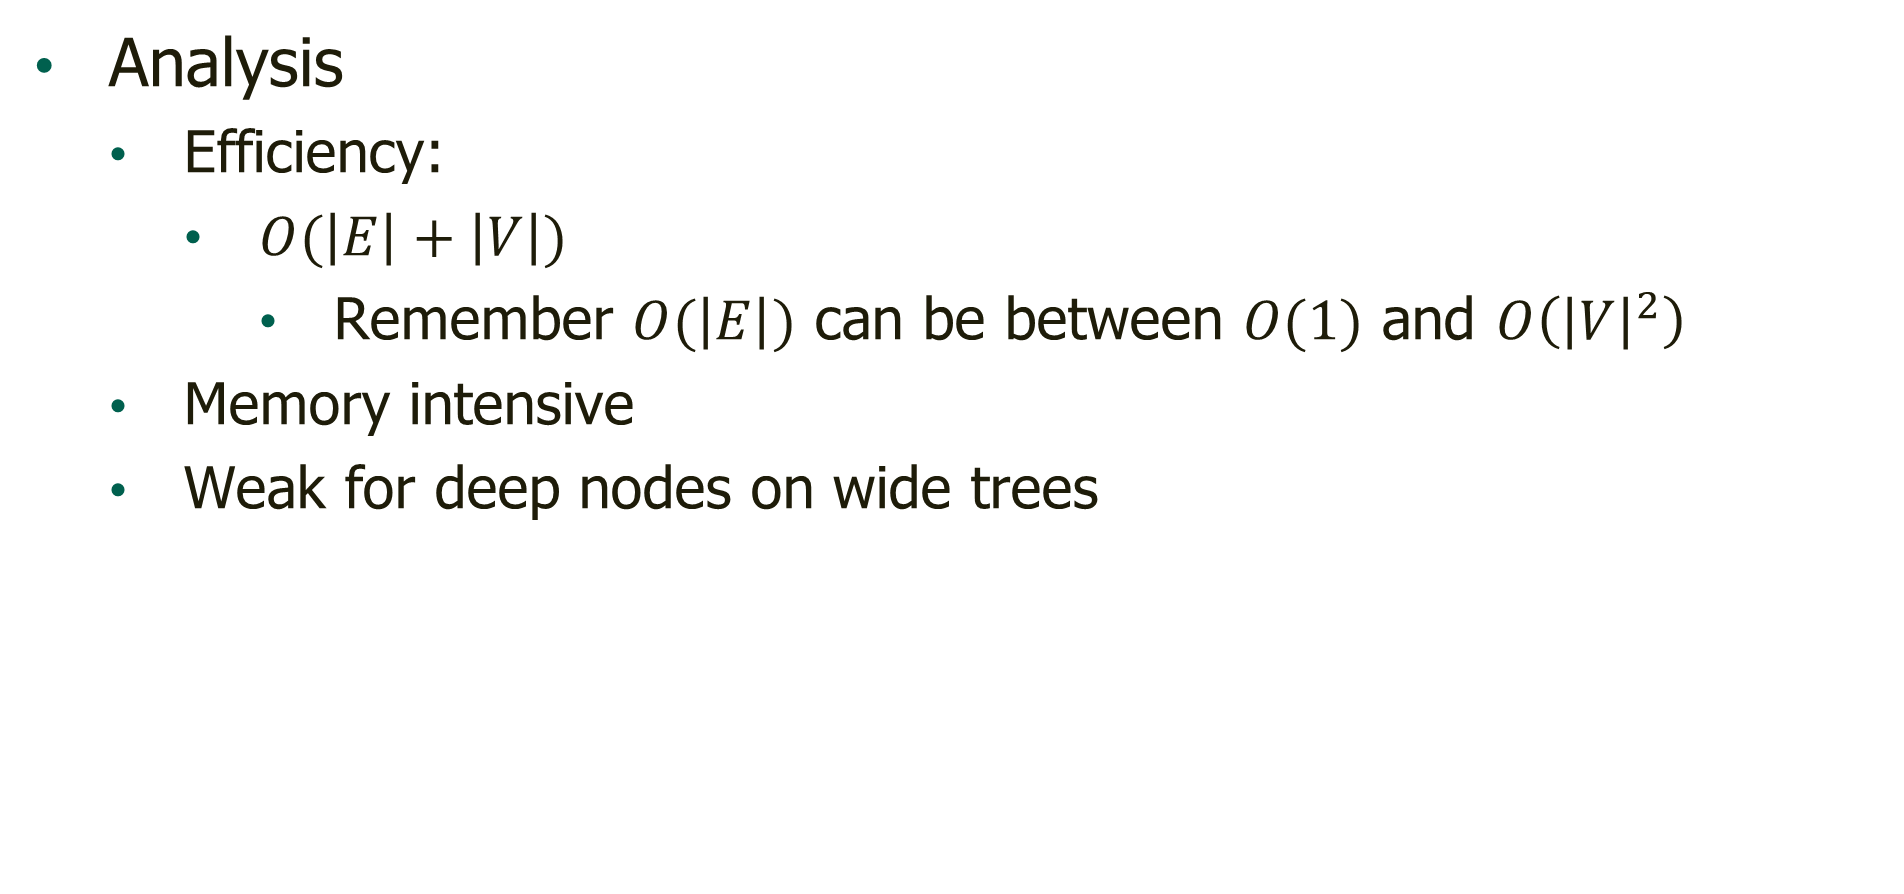 • Analysis
• Efficiency:
• O(|E| + |V|)
• Remember O(|E|) can be between O(1) and O(|V|²)
• Memory intensive
• Weak for deep nodes on wide trees